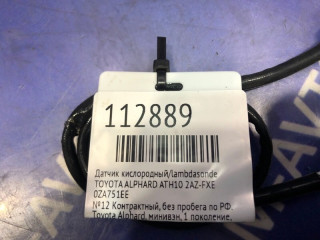 112889
Датчик кислородный/lambdasonde
TOYOTA ALPHARD ATH10 2AZ-FXE
0ZA751EE
№12 Контрактный, без пробега по РФ.
Toyota Alphard, минивэн, 1 поколение,